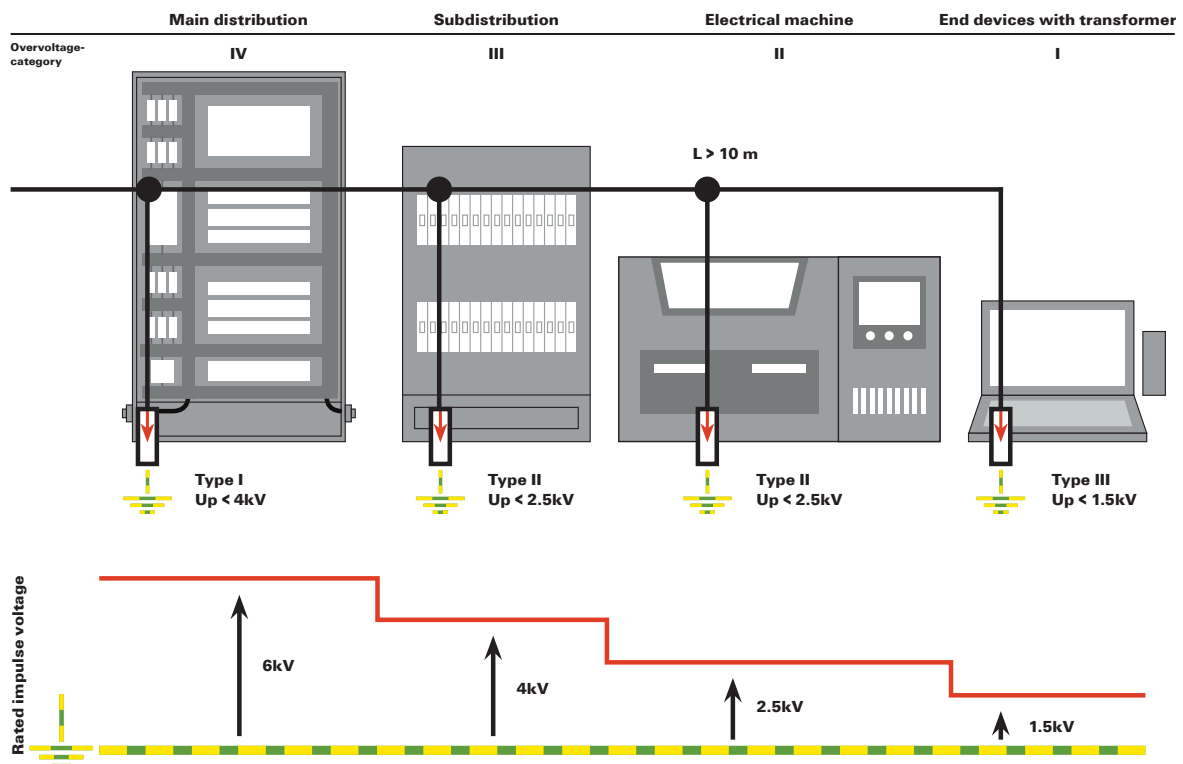 Main distribution
Subdistribution
Electrical machine
End devices with transformer
Overvoltage-
category
IV
III
II
I
L > 10 m
Type I
Up < 4kV
Type II
Up < 2.5kV
Type II
Up < 2.5kV
Type III
Up < 1.5kV
Rated impulse voltage
6kV
4kV
2.5kV
1.5kV